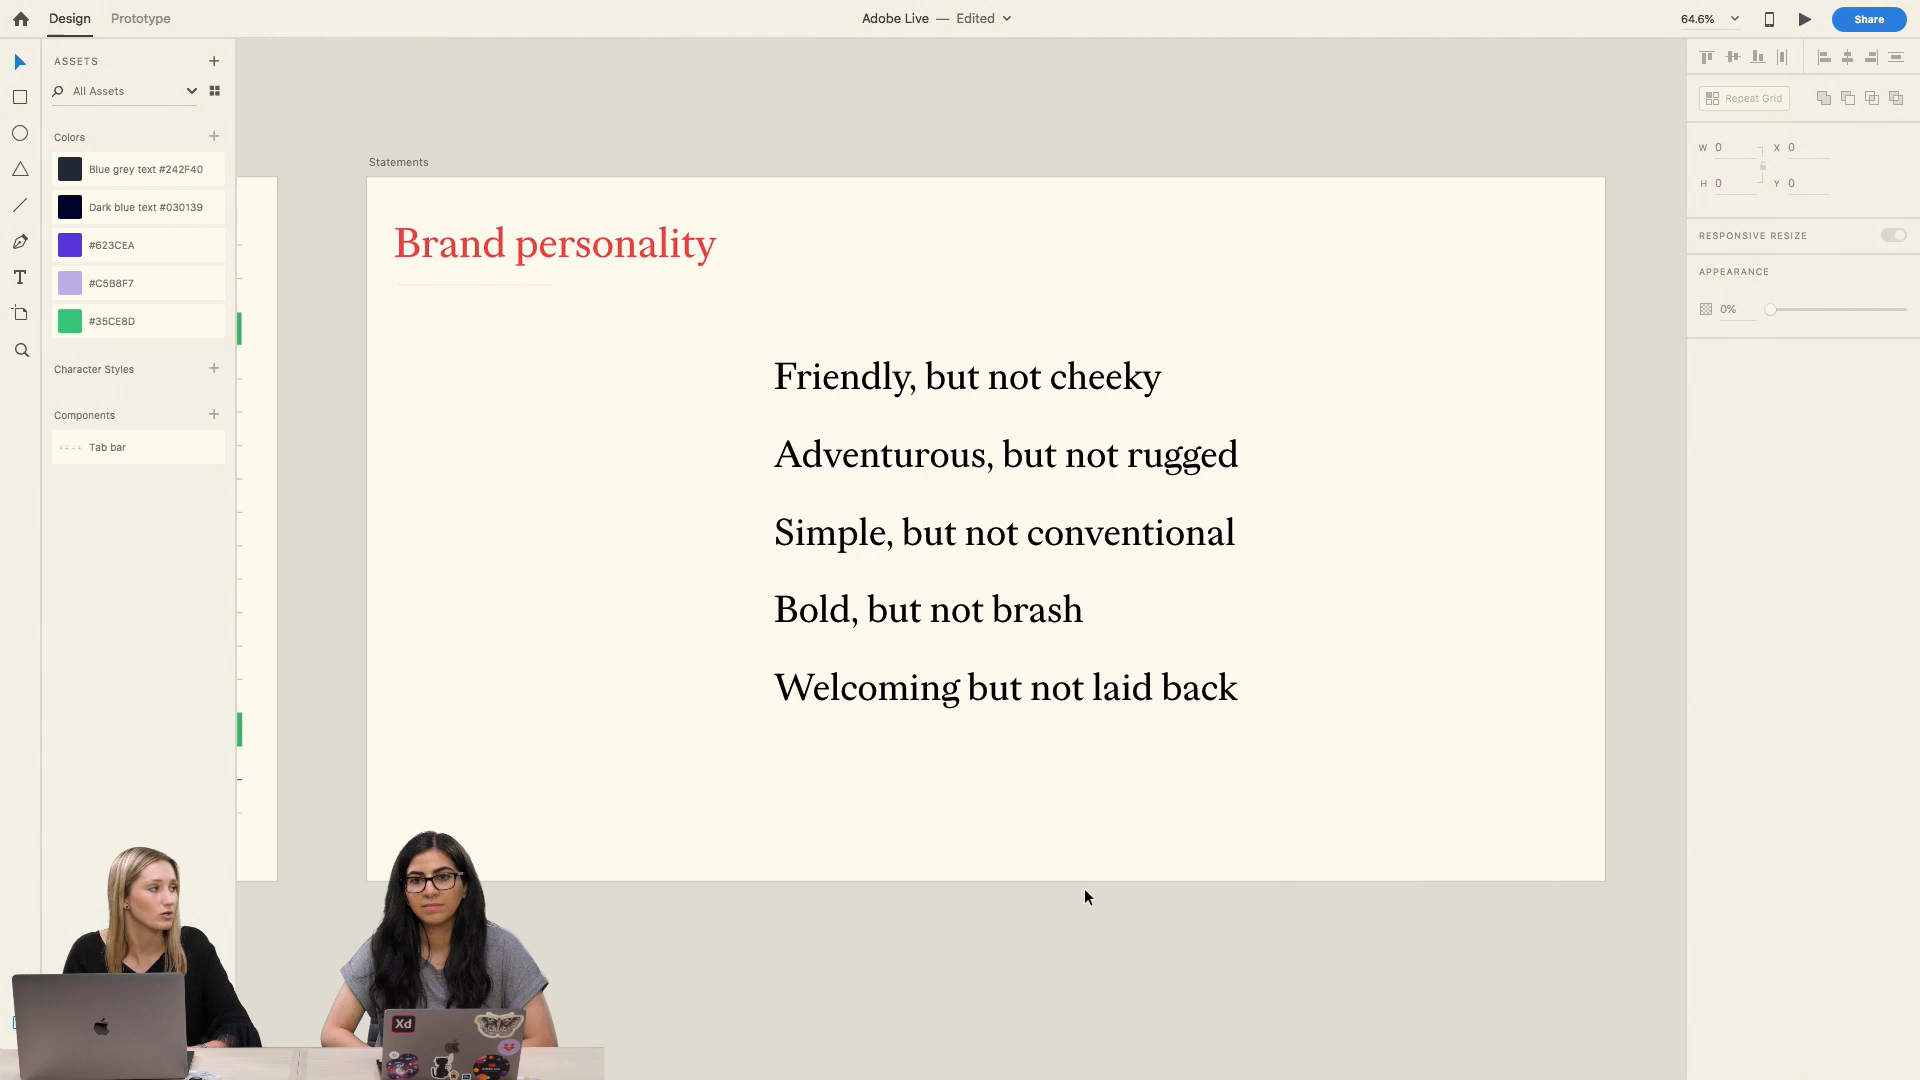 Design
Prototype
Adobe Live — Edited
64.6%
Share
ASSETS
All Assets
Colors
Blue grey text #242F40
Dark blue text #030139
#623CEA
#C5B8F7
#35CE8D
Character Styles
Components
Tab bar
Statements
Brand personality
Friendly, but not cheeky
Adventurous, but not rugged
Simple, but not conventional
Bold, but not brash
Welcoming but not laid back
Repeat Grid
W 0 X 0
H 0 Y 0
RESPONSIVE RESIZE
APPEARANCE
0%
Xd